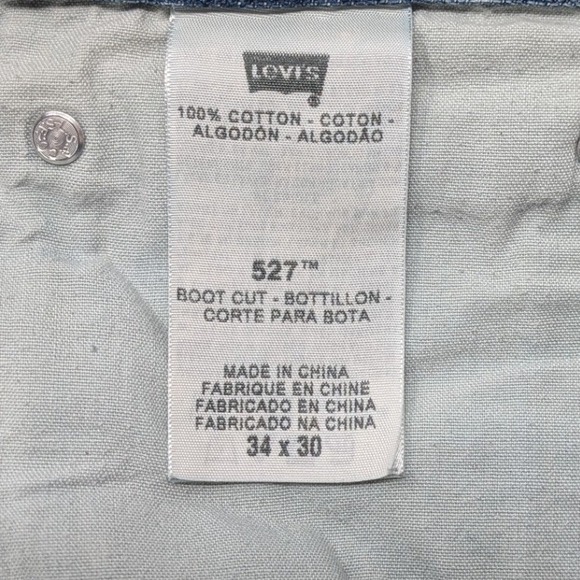 LEVI'S
®
100% COTTON - COTON -
ALGODÓN - ALGODÃO
527™
BOOT CUT - BOTTILLON -
CORTE PARA BOTA
MADE IN CHINA
FABRIQUE EN CHINE
FABRICADO EN CHINA
FABRICADO NA CHINA
34 x 30